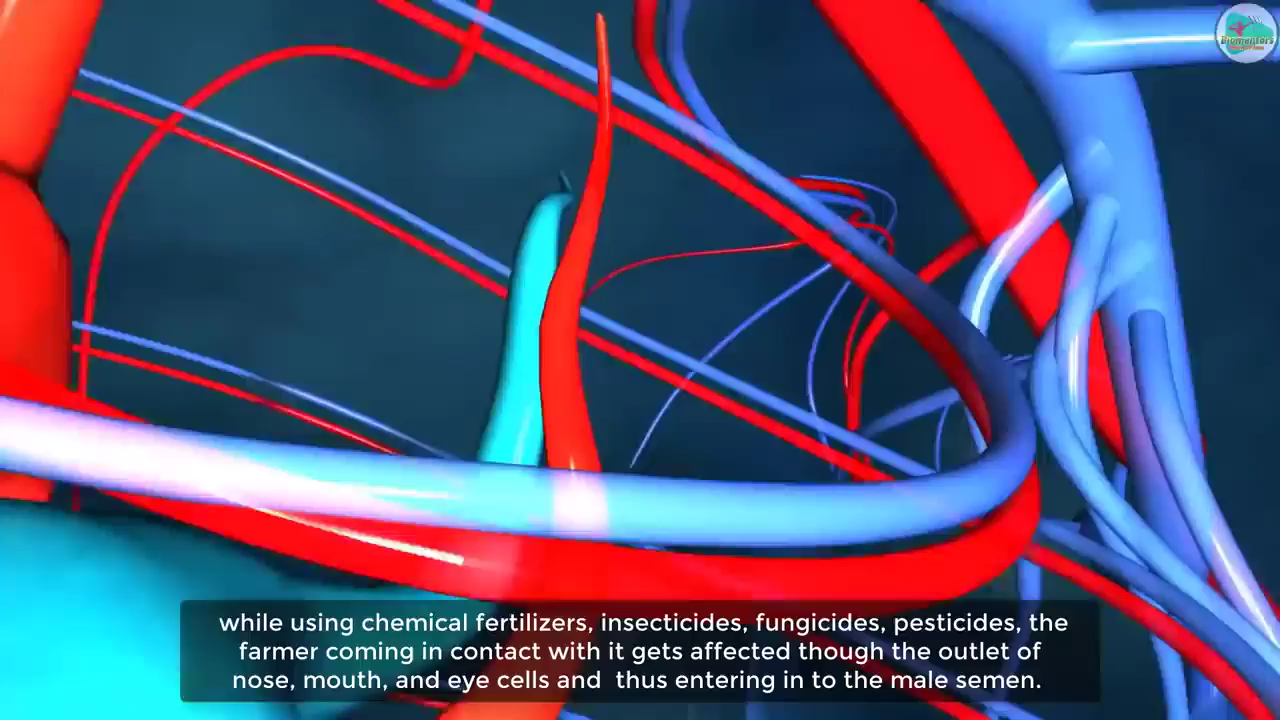 Biomentors
while using chemical fertilizers, insecticides, fungicides, pesticides, the
farmer coming in contact with it gets affected though the outlet of
nose, mouth, and eye cells and  thus entering in to the male semen.